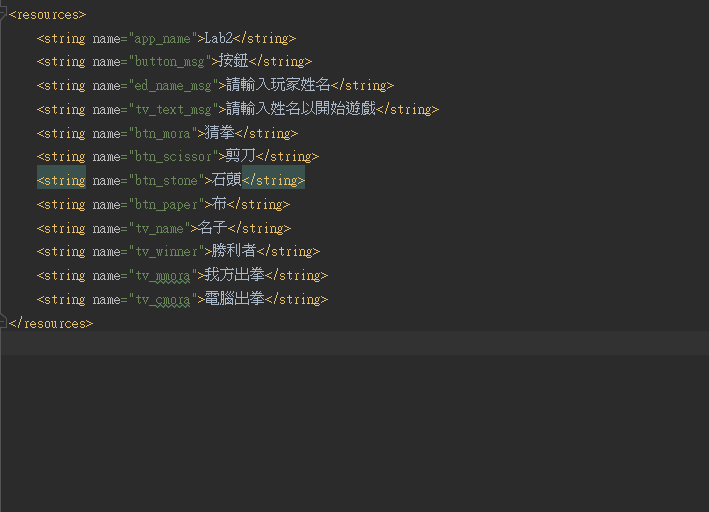 <resources>
<string name="app_name">Lab2</string>
<string name="button_msg">按鈕</string>
<string name="ed_name_msg">請輸入玩家姓名</string>
<string name="tv_text_msg">請輸入姓名以開始遊戲</string>
<string name="btn_mora">猜拳</string>
<string name="btn_scissor">剪刀</string>
<string name="btn_stone">石頭</string>
<string name="btn_paper">布</string>
<string name="tv_name">名子</string>
<string name="tv_winner">勝利者</string>
<string name="tv_mmora">我方出拳</string>
<string name="tv_cmora">電腦出拳</string>
</resources>